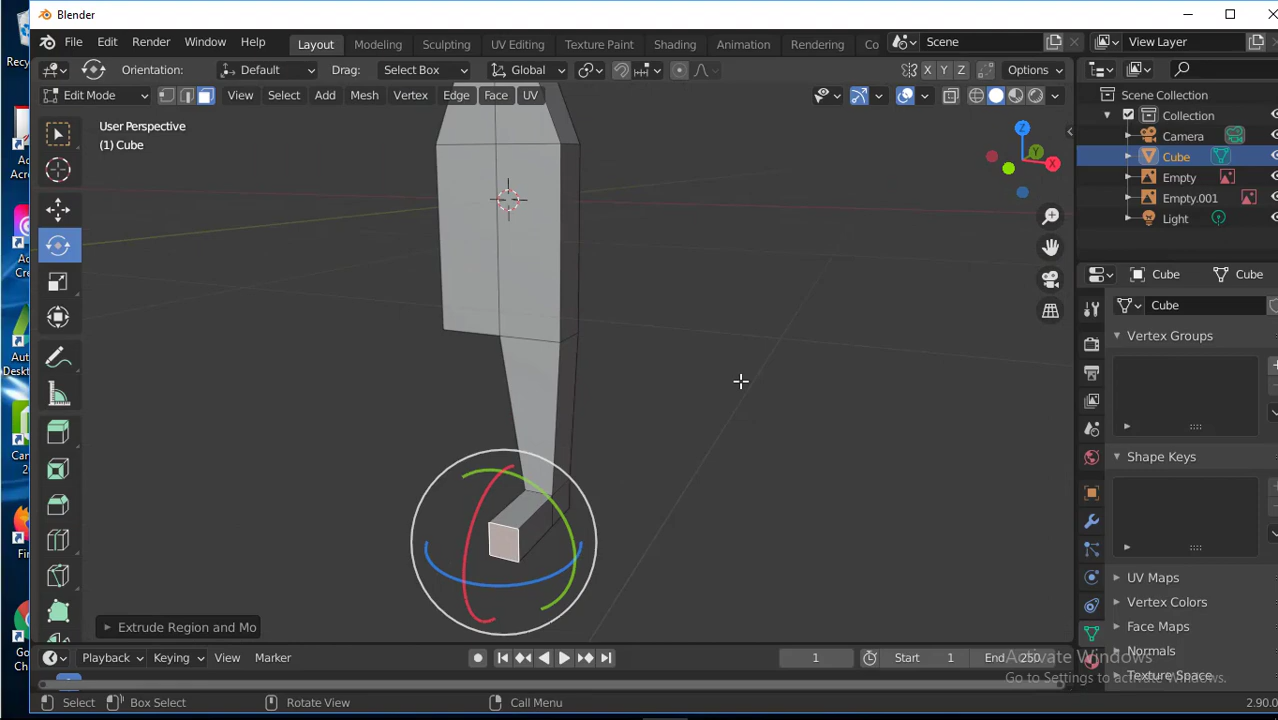 Blender
File Edit Render Window Help Layout Modeling Sculpting UV Editing Texture Paint Shading Animation Rendering Co Scene View Layer
Orientation: Default Drag: Select Box Global X Y Z Options
Edit Mode View Select Add Mesh Vertex Edge Face UV
User Perspective
(1) Cube
Z Y X
Scene Collection
Collection
Camera
Cube
Empty
Empty.001
Light
Cube Cube
Cube
Vertex Groups
Shape Keys
UV Maps
Vertex Colors
Face Maps
Normals
Texture Space
Extrude Region and Mo
Playback Keying View Marker 1 Start 1 End 250
Activate Windows
Go to Settings to activate Windows.
Select Box Select Rotate View Call Menu 2.90.0